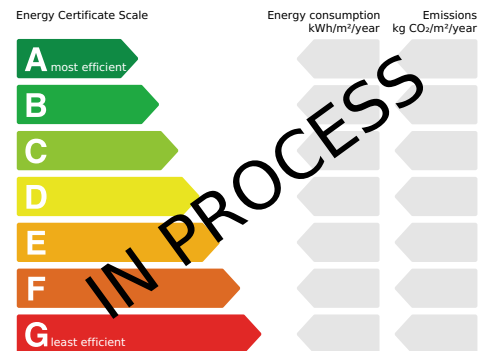 Energy Certificate Scale
Energy consumption
kWh/m²/year
Emissions
kg CO₂/m²/year
A most efficient
B
C
D
E
F
G least efficient
IN PROCESS